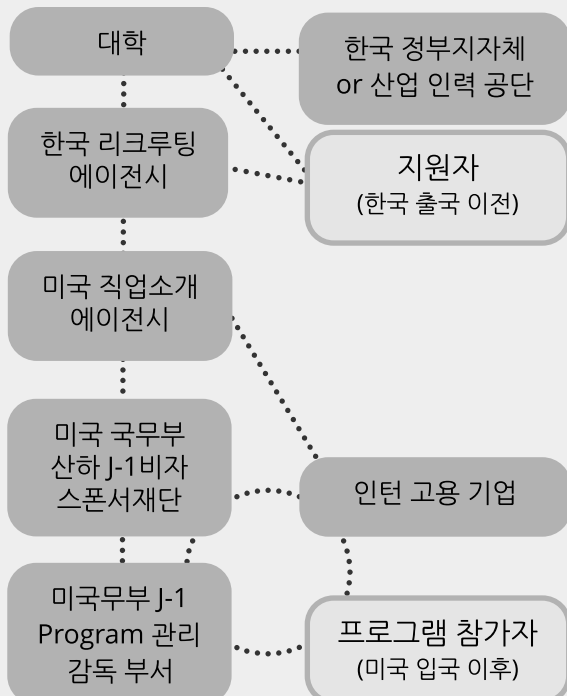 대학
한국 정부지자체
or 산업 인력 공단
한국 리크루팅
에이전시
지원자
(한국 출국 이전)
미국 직업소개
에이전시
미국 국무부
산하 J-1비자
스폰서재단
인턴 고용 기업
미국무부 J-1
Program 관리
감독 부서
프로그램 참가자
(미국 입국 이후)